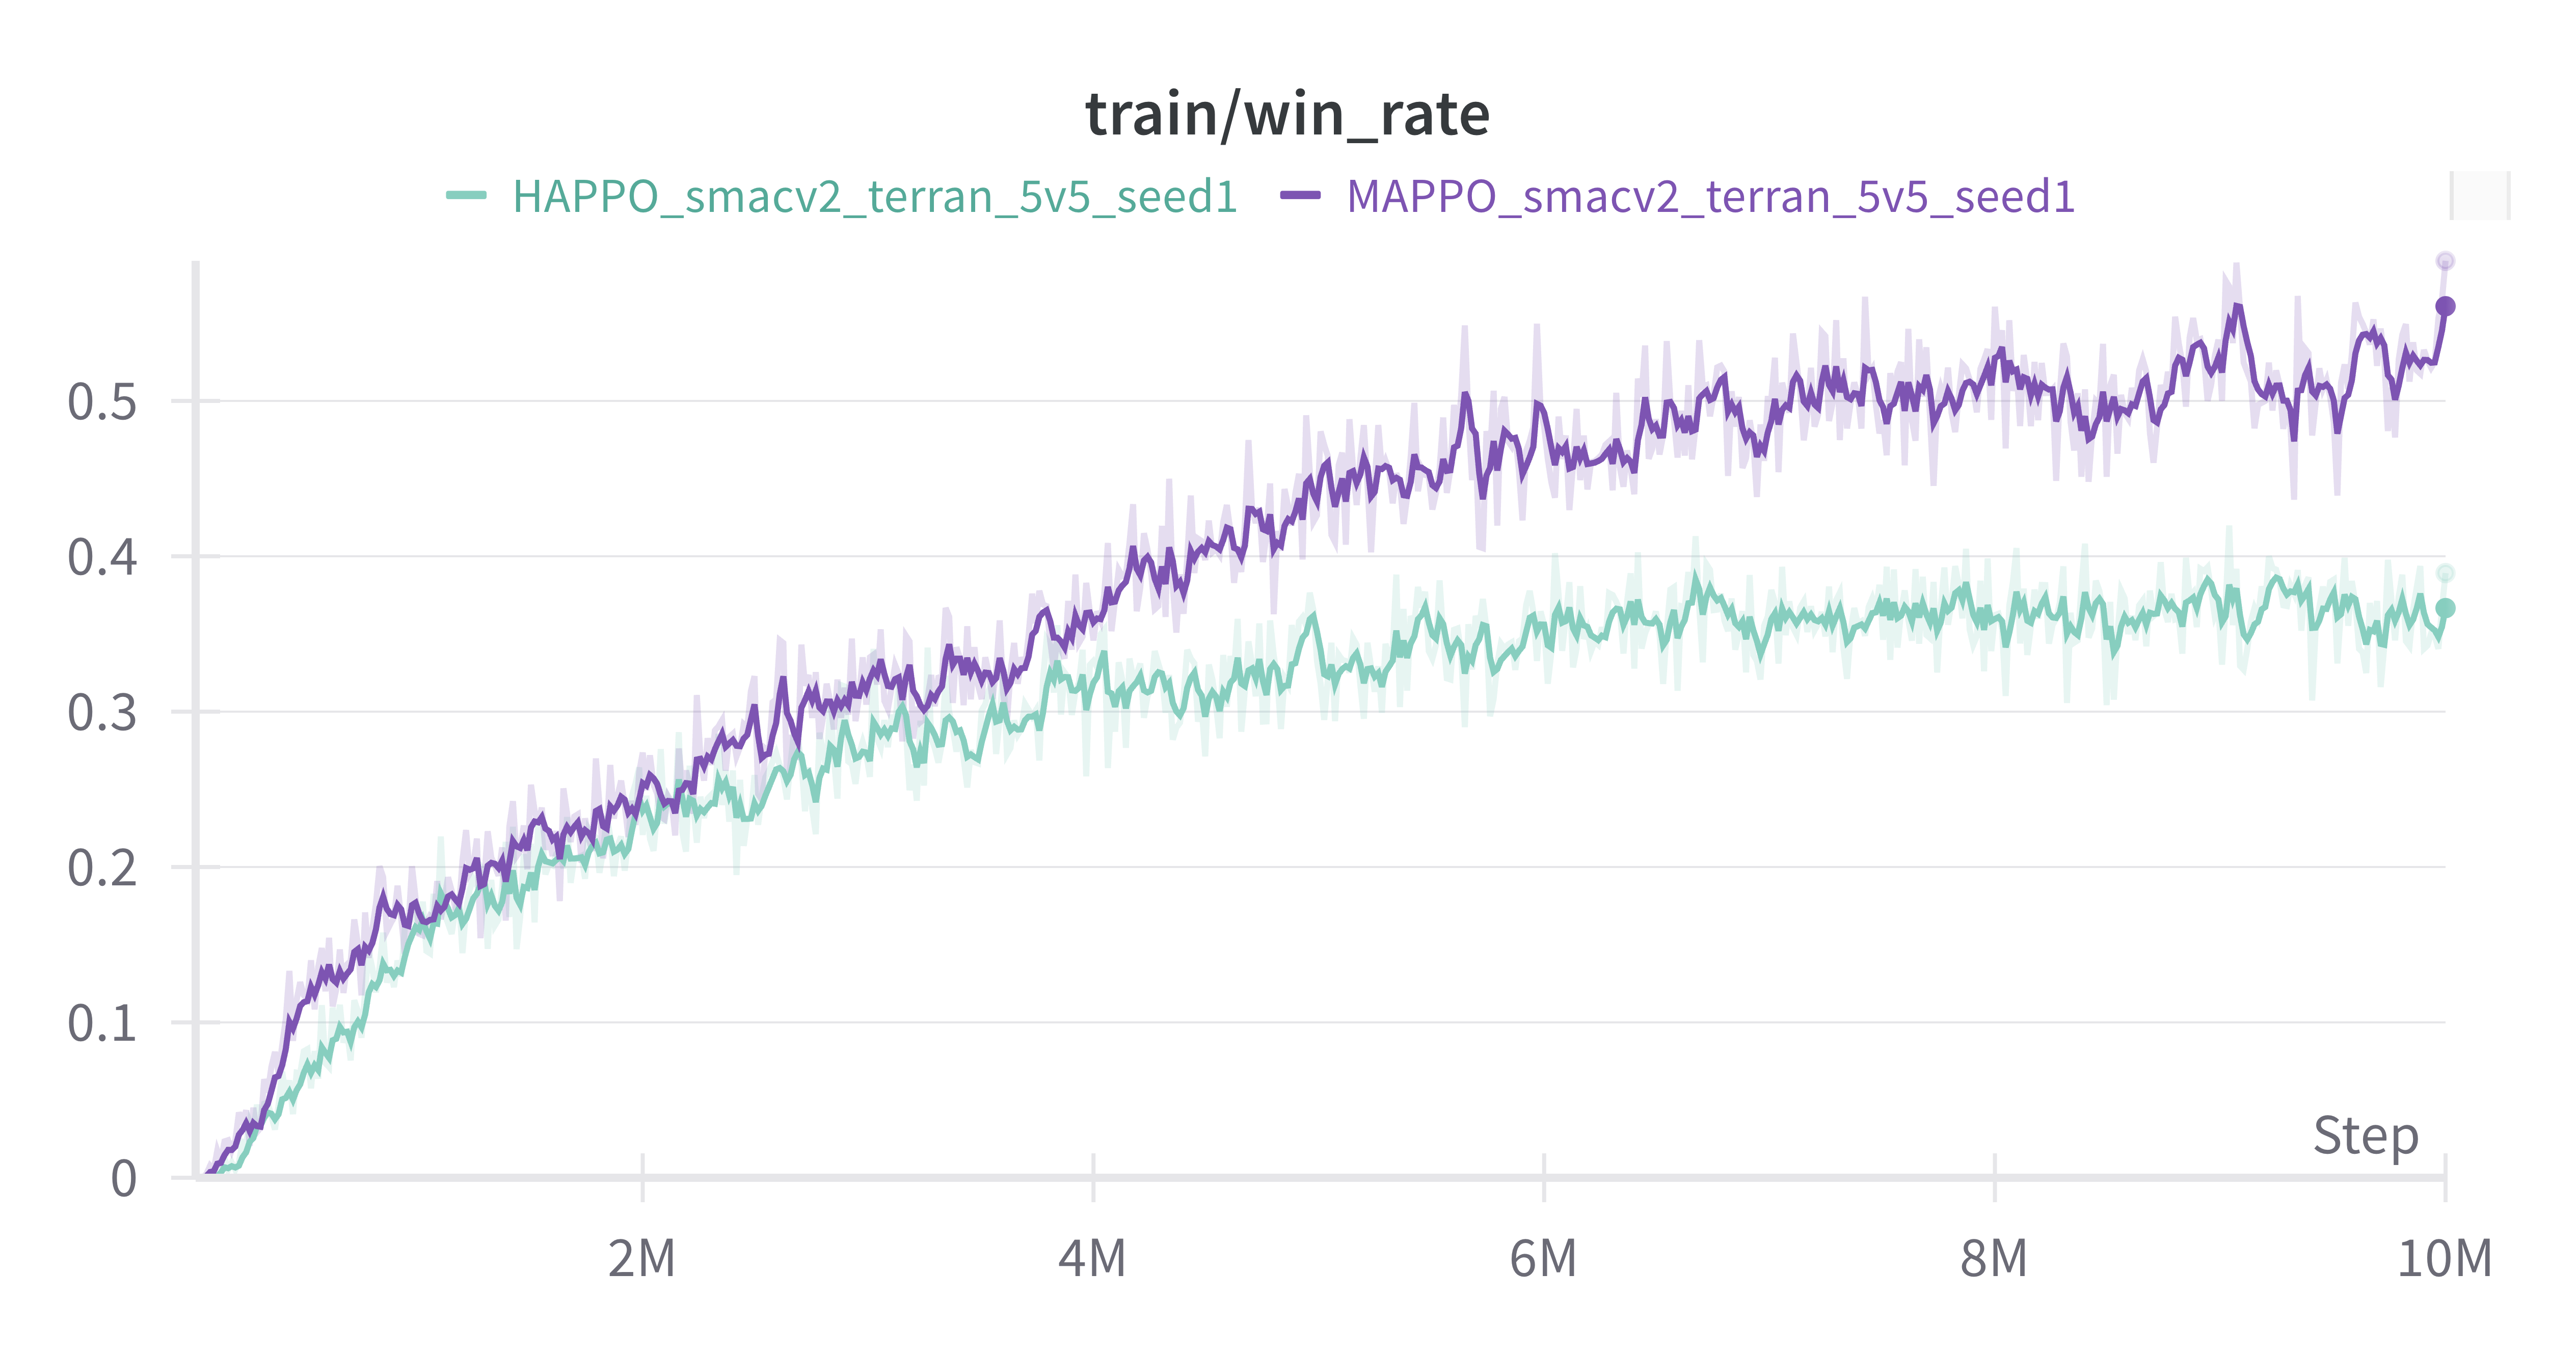 train/win_rate
HAPPO_smacv2_terran_5v5_seed1 MAPPO_smacv2_terran_5v5_seed1
0.5
0.4
0.3
0.2
0.1
0
Step
2M 4M 6M 8M 10M